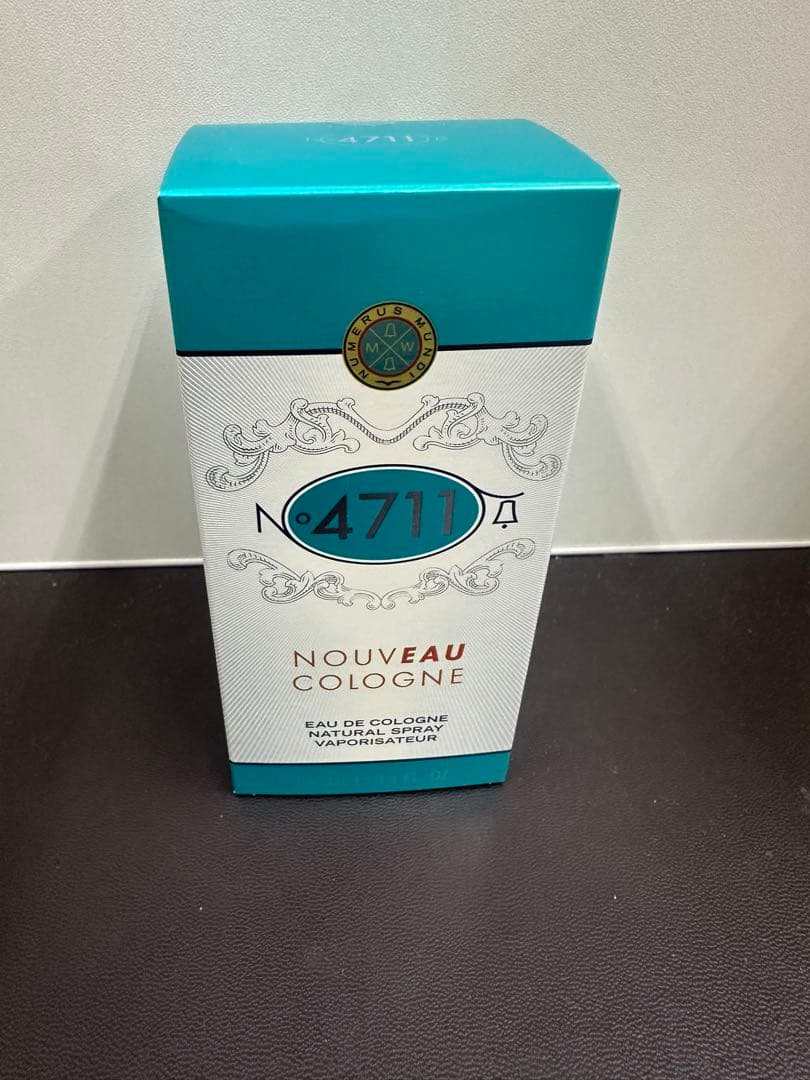 4711
NUMERUS MUNDI
M W
Nº4711
NOUVEAU
COLOGNE
EAU DE COLOGNE
NATURAL SPRAY
VAPORISATEUR